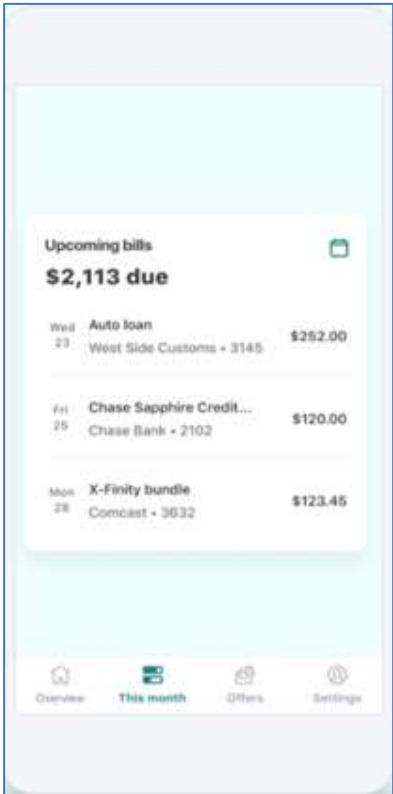 Upcoming bills
$2,113 due
Wed
23
Auto loan
West Side Customs • 3145
$252.00
Fri
25
Chase Sapphire Credit...
Chase Bank • 2102
$120.00
Mon
28
X-Finity bundle
Comcast • 3632
$123.45
Overview
This month
Offers
Settings